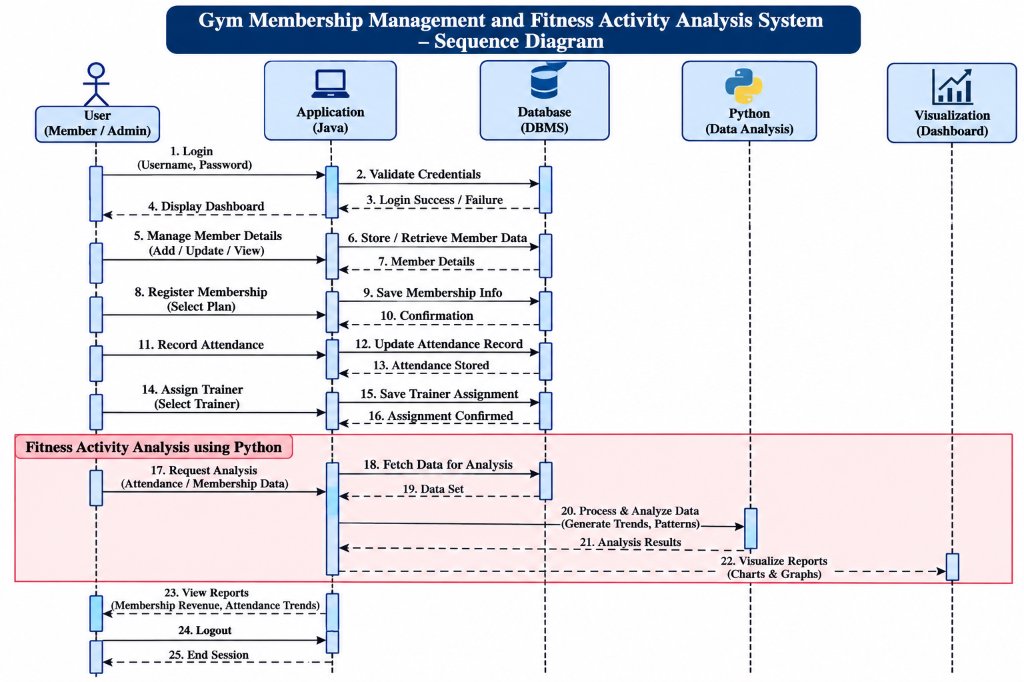 Gym Membership Management and Fitness Activity Analysis System
– Sequence Diagram
User
(Member / Admin)
Application
(Java)
Database
(DBMS)
Python
(Data Analysis)
Visualization
(Dashboard)
1. Login
(Username, Password)
2. Validate Credentials
3. Login Success / Failure
4. Display Dashboard
5. Manage Member Details
(Add / Update / View)
6. Store / Retrieve Member Data
7. Member Details
8. Register Membership
(Select Plan)
9. Save Membership Info
10. Confirmation
11. Record Attendance
12. Update Attendance Record
13. Attendance Stored
14. Assign Trainer
(Select Trainer)
15. Save Trainer Assignment
16. Assignment Confirmed
Fitness Activity Analysis using Python
17. Request Analysis
(Attendance / Membership Data)
18. Fetch Data for Analysis
19. Data Set
20. Process & Analyze Data
(Generate Trends, Patterns)
21. Analysis Results
22. Visualize Reports
(Charts & Graphs)
23. View Reports
(Membership Revenue, Attendance Trends)
24. Logout
25. End Session